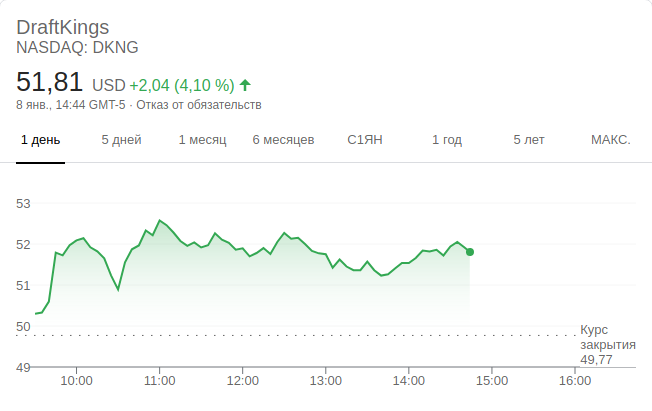 DraftKings
NASDAQ: DKNG
51,81 USD +2,04 (4,10 %)
8 янв., 14:44 GMT-5 · Отказ от обязательств
1 день 5 дней 1 месяц 6 месяцев С1ЯН 1 год 5 лет МАКС.
53
52
51
50
49
Курс
закрытия
49,77
10:00 11:00 12:00 13:00 14:00 15:00 16:00